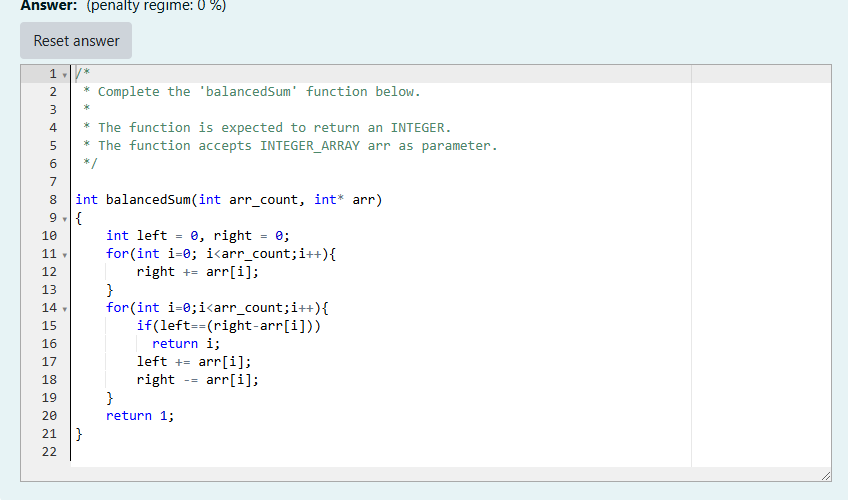 Answer: (penalty regime: 0 %)
Reset answer
1 /*
2  * Complete the 'balancedSum' function below.
3  *
4  * The function is expected to return an INTEGER.
5  * The function accepts INTEGER_ARRAY arr as parameter.
6  */
7
8 int balancedSum(int arr_count, int* arr)
9 {
10     int left = 0, right = 0;
11     for(int i=0; i<arr_count;i++){
12         right += arr[i];
13     }
14     for(int i=0;i<arr_count;i++){
15         if(left==(right-arr[i]))
16           return i;
17         left += arr[i];
18         right -= arr[i];
19     }
20     return 1;
21 }
22